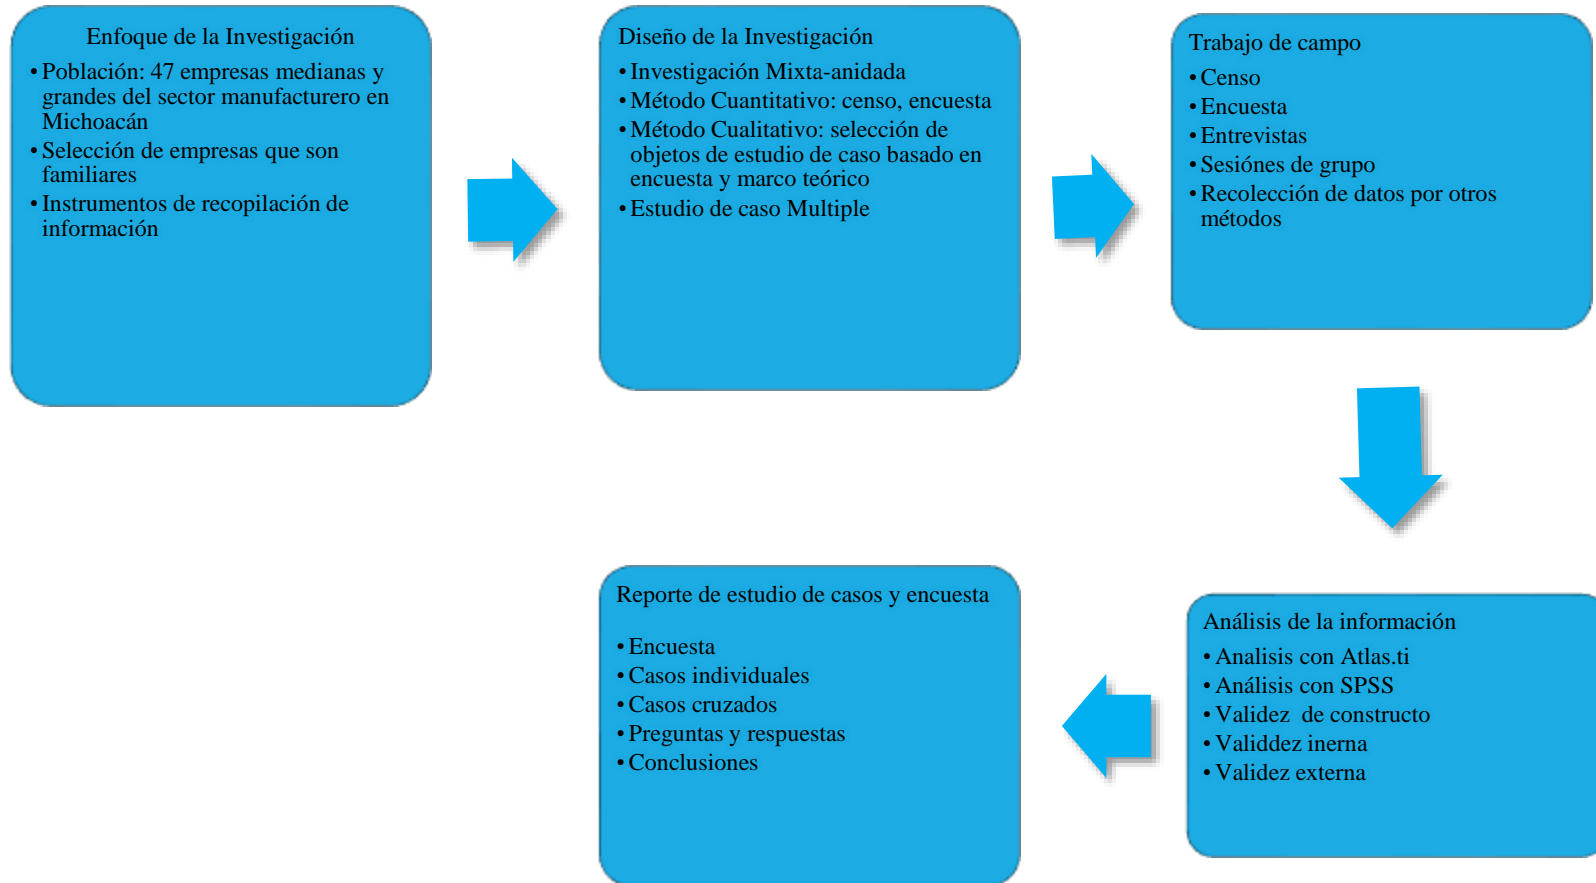 Enfoque de la Investigación
• Población: 47 empresas medianas y
grandes del sector manufacturero en
Michoacán
• Selección de empresas que son
familiares
• Instrumentos de recopilación de
información
Diseño de la Investigación
• Investigación Mixta-anidada
• Método Cuantitativo: censo, encuesta
• Método Cualitativo: selección de
objetos de estudio de caso basado en
encuesta y marco teórico
• Estudio de caso Multiple
Trabajo de campo
• Censo
• Encuesta
• Entrevistas
• Sesiónes de grupo
• Recolección de datos por otros
métodos
Análisis de la información
• Analisis con Atlas.ti
• Análisis con SPSS
• Validez de constructo
• Validdez inerna
• Validez externa
Reporte de estudio de casos y encuesta
• Encuesta
• Casos individuales
• Casos cruzados
• Preguntas y respuestas
• Conclusiones